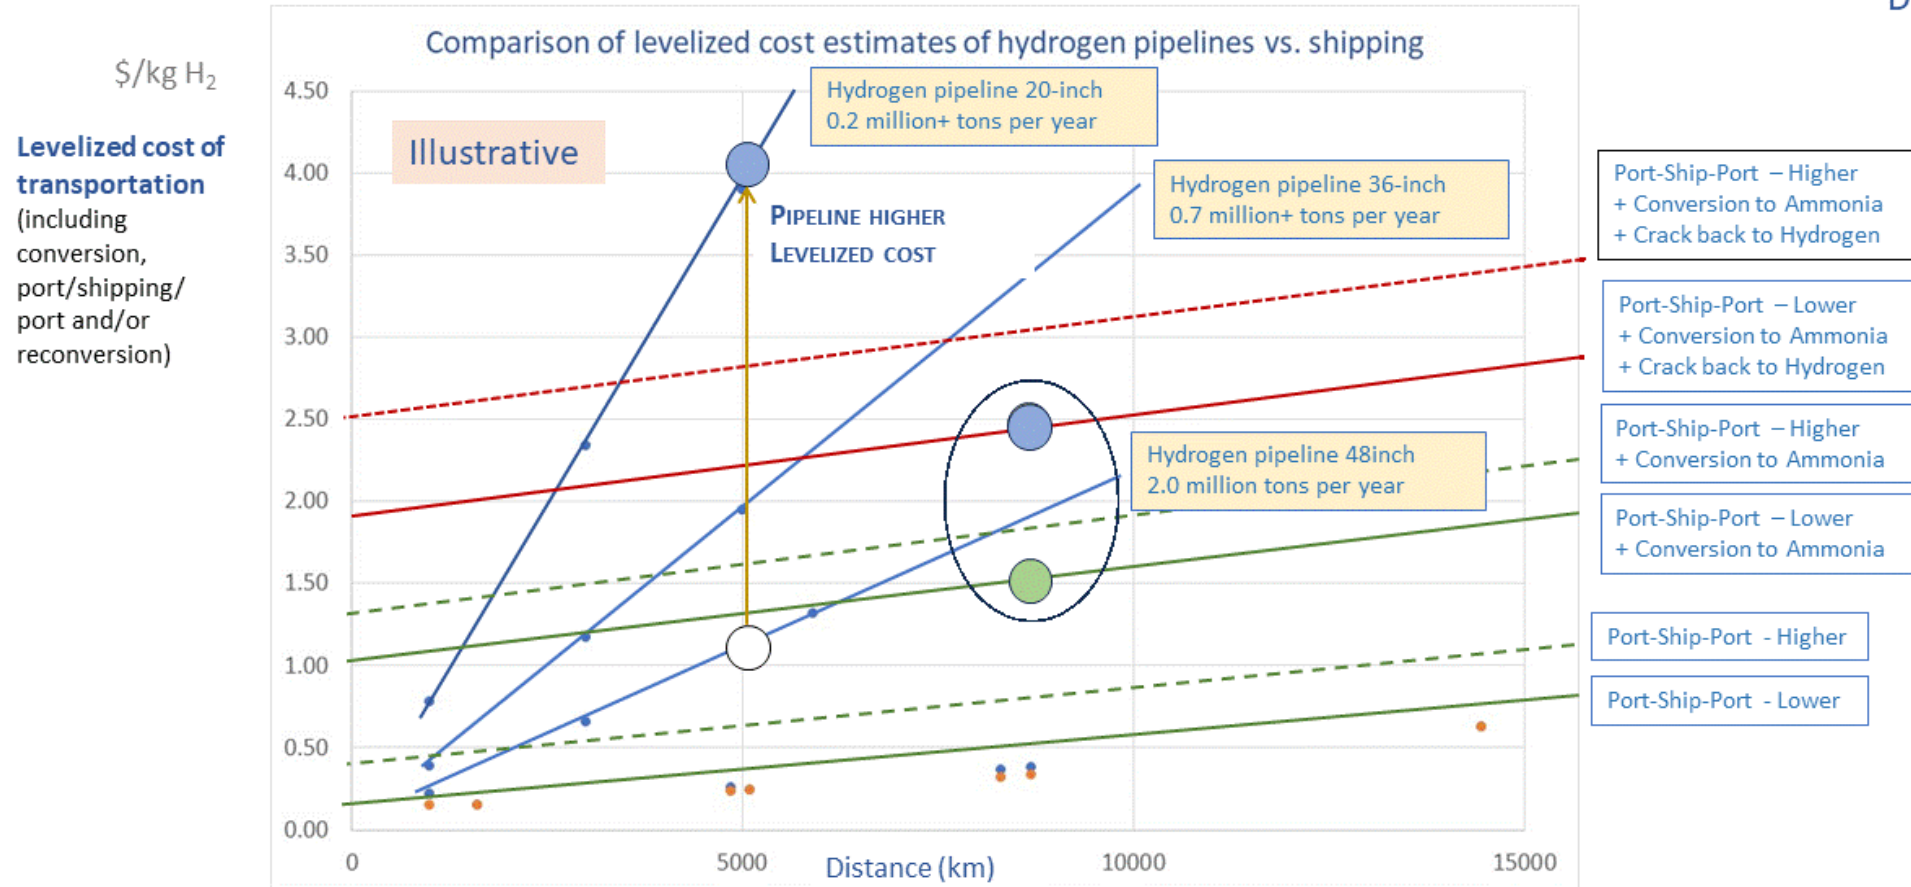 D
Comparison of levelized cost estimates of hydrogen pipelines vs. shipping
$/kg H₂
Levelized cost of
transportation
(including
conversion,
port/shipping/
port and/or
reconversion)
4.50
4.00
3.50
3.00
2.50
2.00
1.50
1.00
0.50
0.00
Illustrative
Hydrogen pipeline 20-inch
0.2 million+ tons per year
PIPELINE HIGHER
LEVELIZED COST
Hydrogen pipeline 36-inch
0.7 million+ tons per year
Hydrogen pipeline 48inch
2.0 million tons per year
Port-Ship-Port – Higher
+ Conversion to Ammonia
+ Crack back to Hydrogen
Port-Ship-Port – Lower
+ Conversion to Ammonia
+ Crack back to Hydrogen
Port-Ship-Port – Higher
+ Conversion to Ammonia
Port-Ship-Port – Lower
+ Conversion to Ammonia
Port-Ship-Port - Higher
Port-Ship-Port - Lower
0
5000
10000
15000
Distance (km)